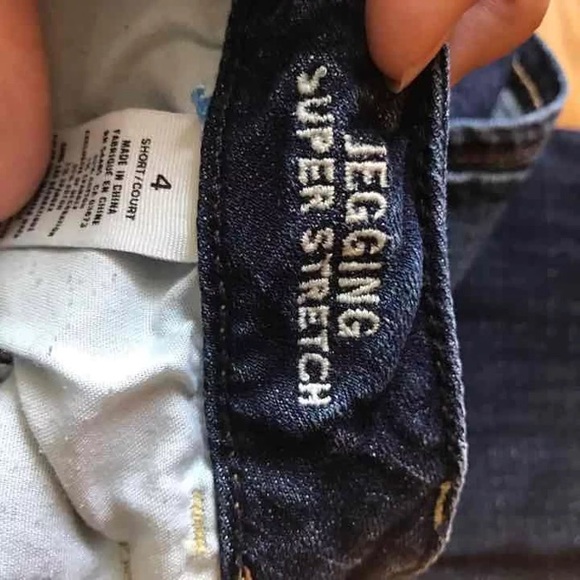 JEGGING
SUPER STRETCH
4
SHORT/COURT
MADE IN CHINA
FABRIQUÉ EN CHINE